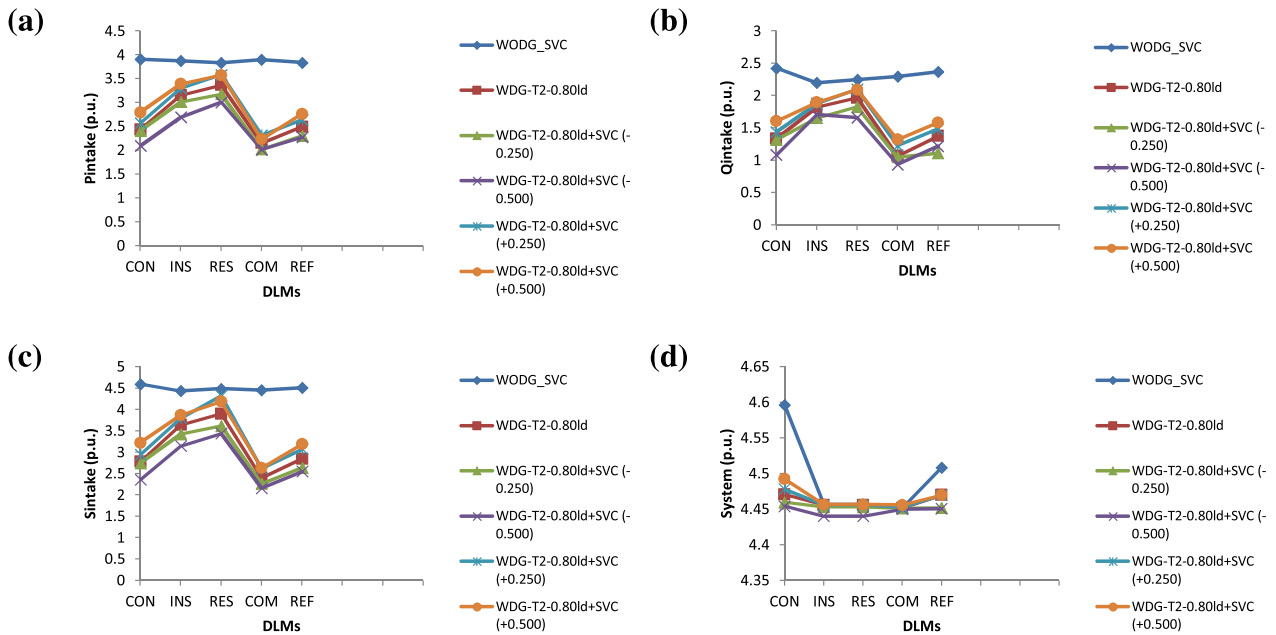 (a)
4.5
4
3.5
3
2.5
2
1.5
1
0.5
0
Pintake (p.u.)
CON INS RES COM REF
DLMs
WODG_SVC
WDG-T2-0.80ld
WDG-T2-0.80ld+SVC (-
0.250)
WDG-T2-0.80ld+SVC (-
0.500)
WDG-T2-0.80ld+SVC
(+0.250)
WDG-T2-0.80ld+SVC
(+0.500)
(b)
3
2.5
2
1.5
1
0.5
0
Qintake (p.u.)
CON INS RES COM REF
DLMs
WODG_SVC
WDG-T2-0.80ld
WDG-T2-0.80ld+SVC (-
0.250)
WDG-T2-0.80ld+SVC (-
0.500)
WDG-T2-0.80ld+SVC
(+0.250)
WDG-T2-0.80ld+SVC
(+0.500)
(c)
5
4.5
4
3.5
3
2.5
2
1.5
1
0.5
0
Sintake (p.u.)
CON INS RES COM REF
DLMs
WODG_SVC
WDG-T2-0.80ld
WDG-T2-0.80ld+SVC (-
0.250)
WDG-T2-0.80ld+SVC (-
0.500)
WDG-T2-0.80ld+SVC
(+0.250)
WDG-T2-0.80ld+SVC
(+0.500)
(d)
4.65
4.6
4.55
4.5
4.45
4.4
4.35
System (p.u.)
CON INS RES COM REF
DLMs
WODG_SVC
WDG-T2-0.80ld
WDG-T2-0.80ld+SVC (-
0.250)
WDG-T2-0.80ld+SVC (-
0.500)
WDG-T2-0.80ld+SVC
(+0.250)
WDG-T2-0.80ld+SVC
(+0.500)